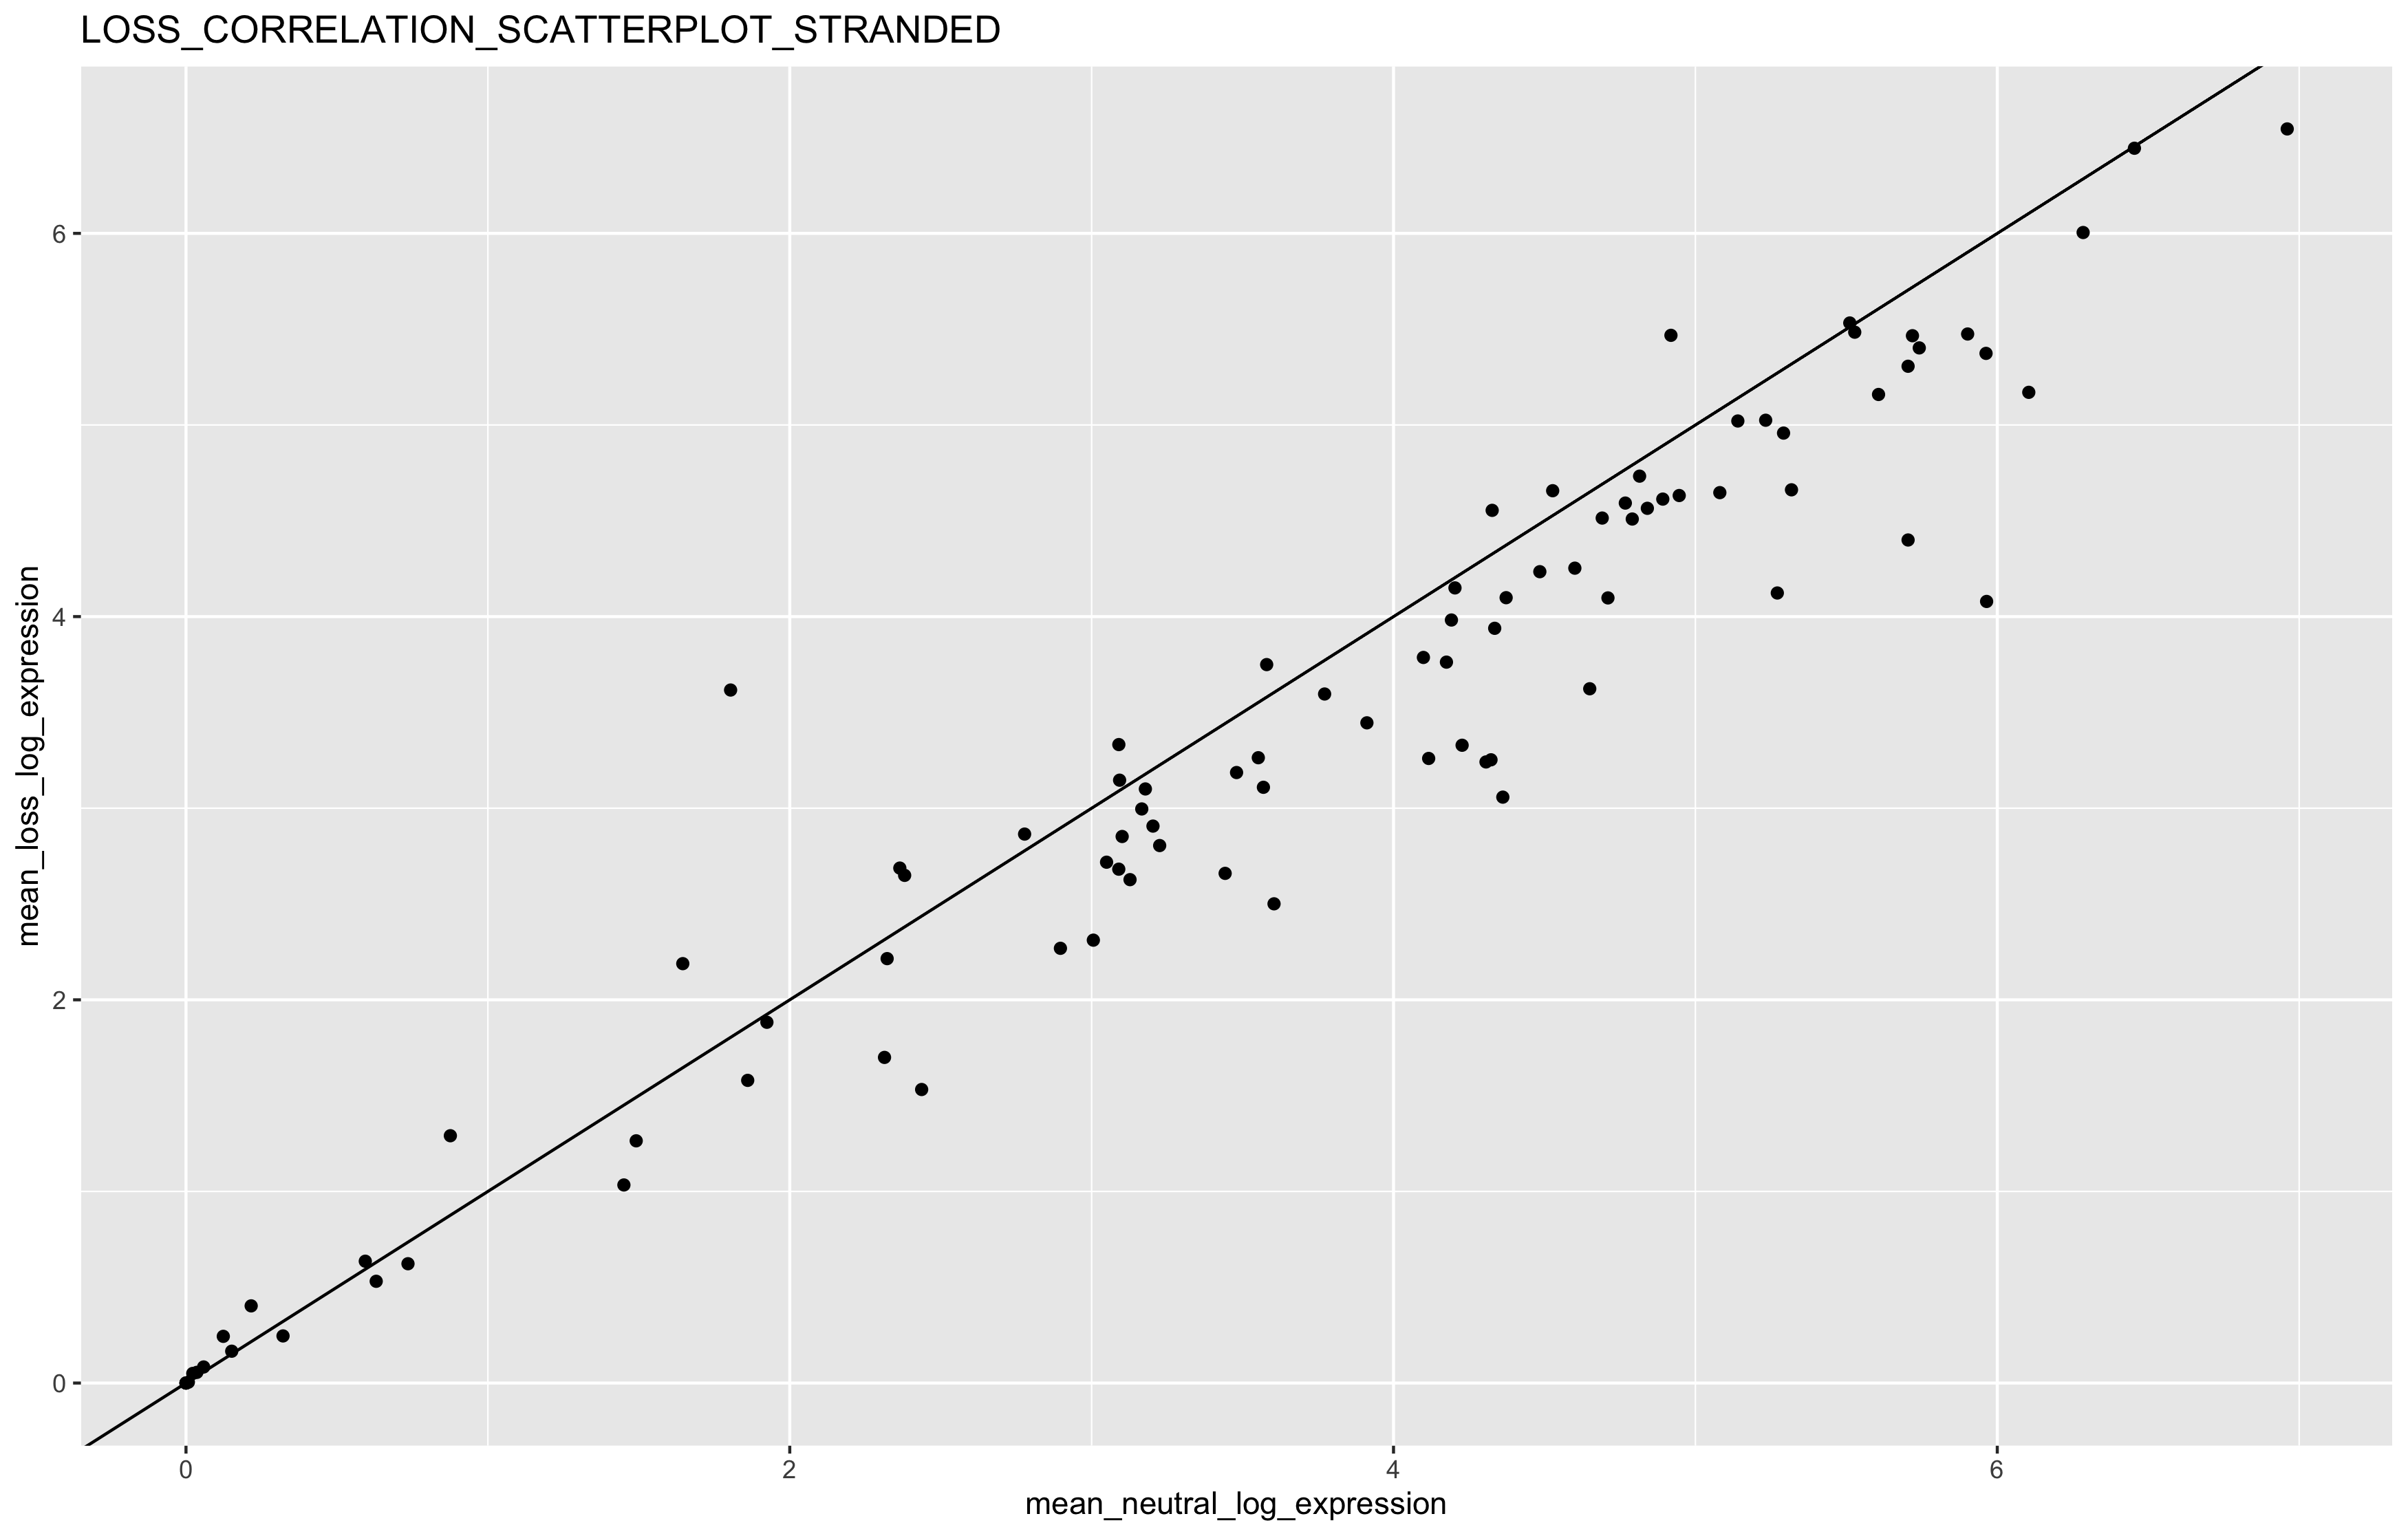 LOSS_CORRELATION_SCATTERPLOT_STRANDED
mean_loss_log_expression
6
4
2
0
0 2 4 6
mean_neutral_log_expression